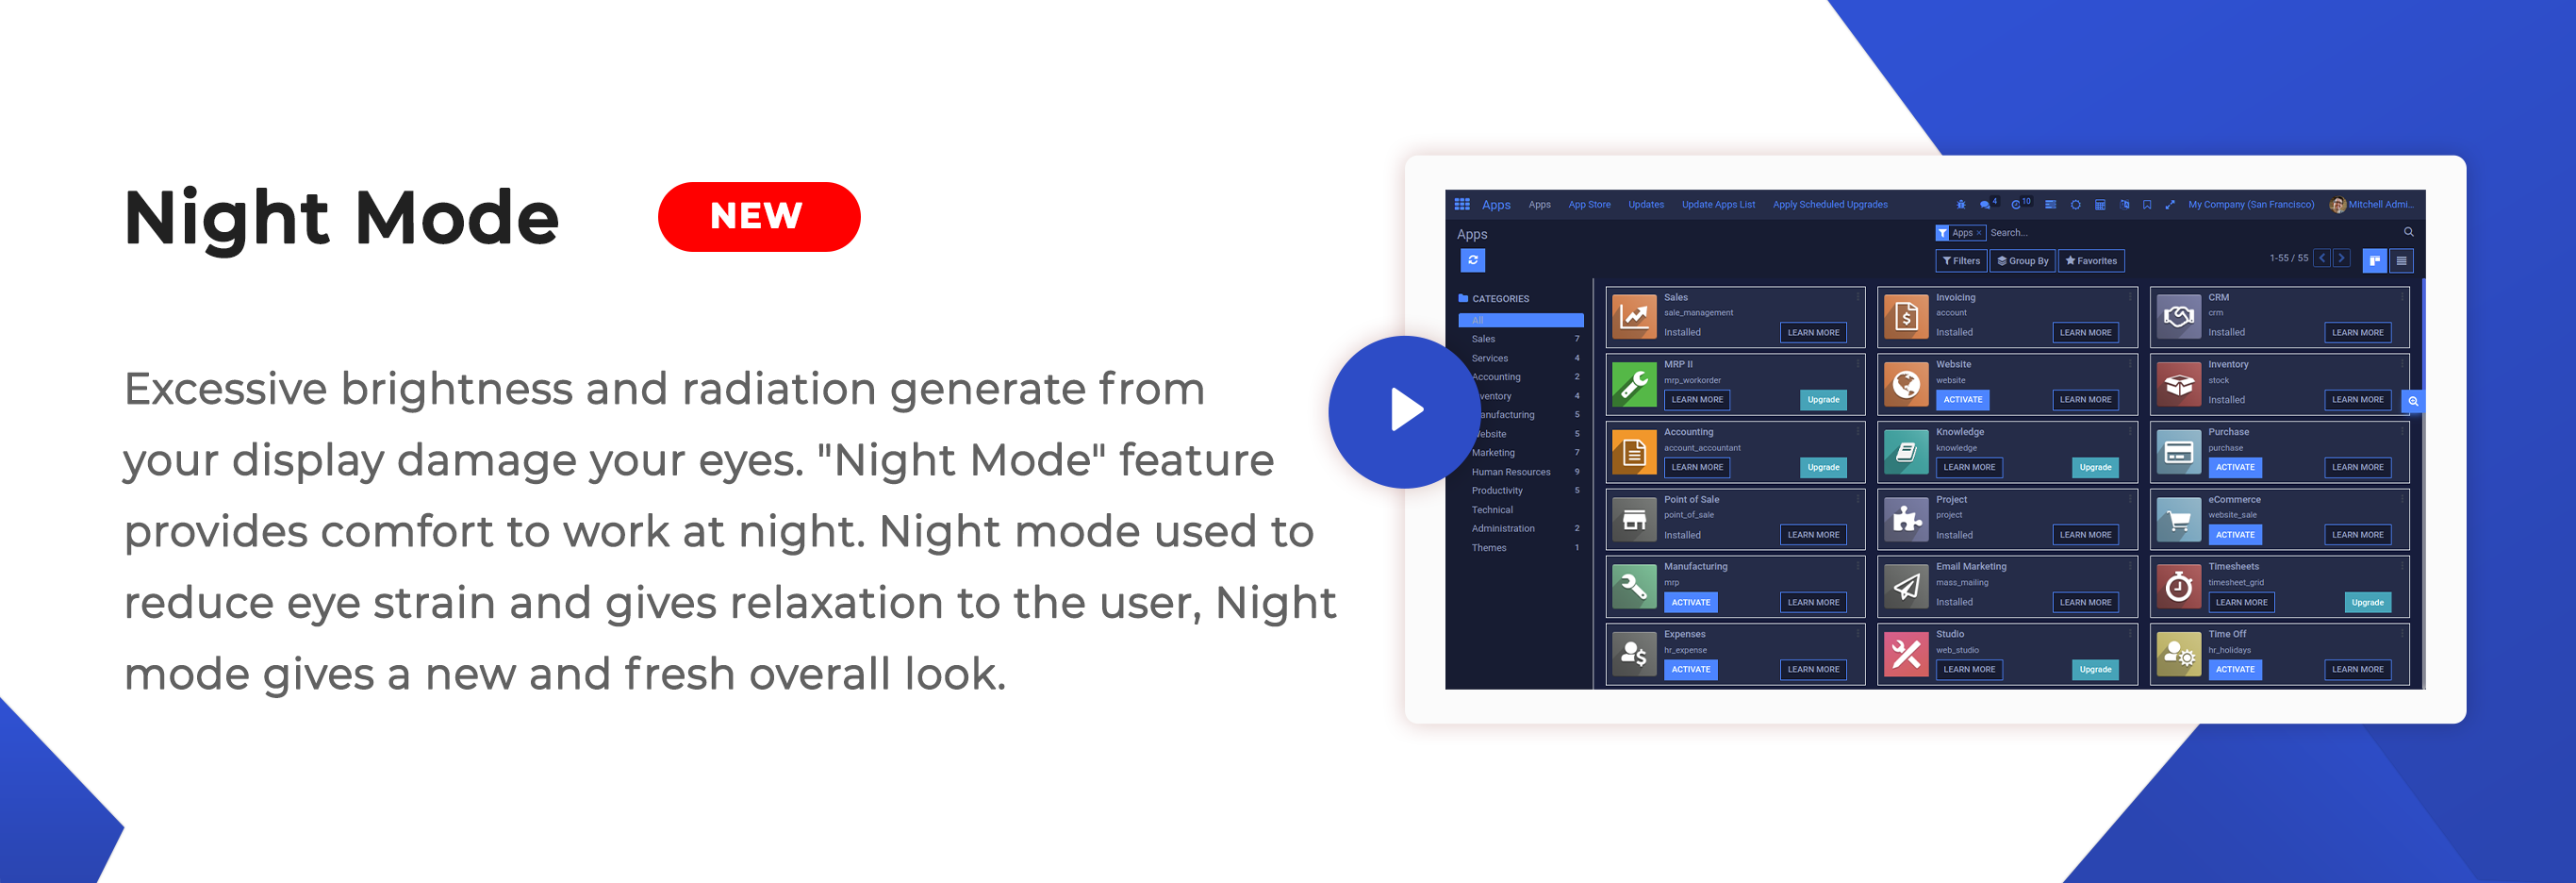 Night Mode
NEW
Excessive brightness and radiation generate from
your display damage your eyes. "Night Mode" feature
provides comfort to work at night. Night mode used to
reduce eye strain and gives relaxation to the user, Night
mode gives a new and fresh overall look.
Apps Apps App Store Updates Update Apps List Apply Scheduled Upgrades 4 10 My Company (San Francisco) Mitchell Admi...
Apps
Apps × Search...
Filters Group By Favorites 1-55 / 55
CATEGORIES
All
Sales 7
Services 4
Accounting 2
nventory 4
anufacturing 5
ebsite 5
Marketing 7
Human Resources 9
Productivity 5
Technical
Administration 2
Themes 1
Sales
sale_management
Installed LEARN MORE
Invoicing
account
Installed LEARN MORE
CRM
crm
Installed LEARN MORE
MRP II
mrp_workorder
LEARN MORE Upgrade
Website
website
ACTIVATE LEARN MORE
Inventory
stock
Installed LEARN MORE
Accounting
account_accountant
LEARN MORE Upgrade
Knowledge
knowledge
LEARN MORE Upgrade
Purchase
purchase
ACTIVATE LEARN MORE
Point of Sale
point_of_sale
Installed LEARN MORE
Project
project
Installed LEARN MORE
eCommerce
website_sale
ACTIVATE LEARN MORE
Manufacturing
mrp
ACTIVATE LEARN MORE
Email Marketing
mass_mailing
Installed LEARN MORE
Timesheets
timesheet_grid
LEARN MORE Upgrade
Expenses
hr_expense
ACTIVATE LEARN MORE
Studio
web_studio
LEARN MORE Upgrade
Time Off
hr_holidays
ACTIVATE LEARN MORE